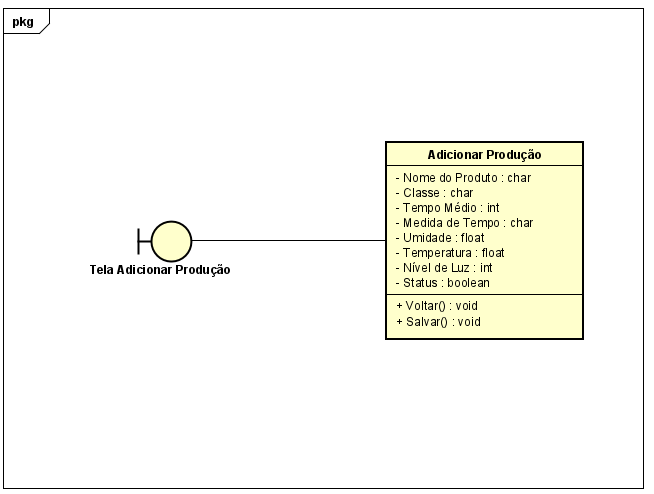 pkg
Adicionar Produção
- Nome do Produto : char
- Classe : char
- Tempo Médio : int
- Medida de Tempo : char
- Umidade : float
- Temperatura : float
- Nível de Luz : int
- Status : boolean
+ Voltar() : void
+ Salvar() : void
Tela Adicionar Produção